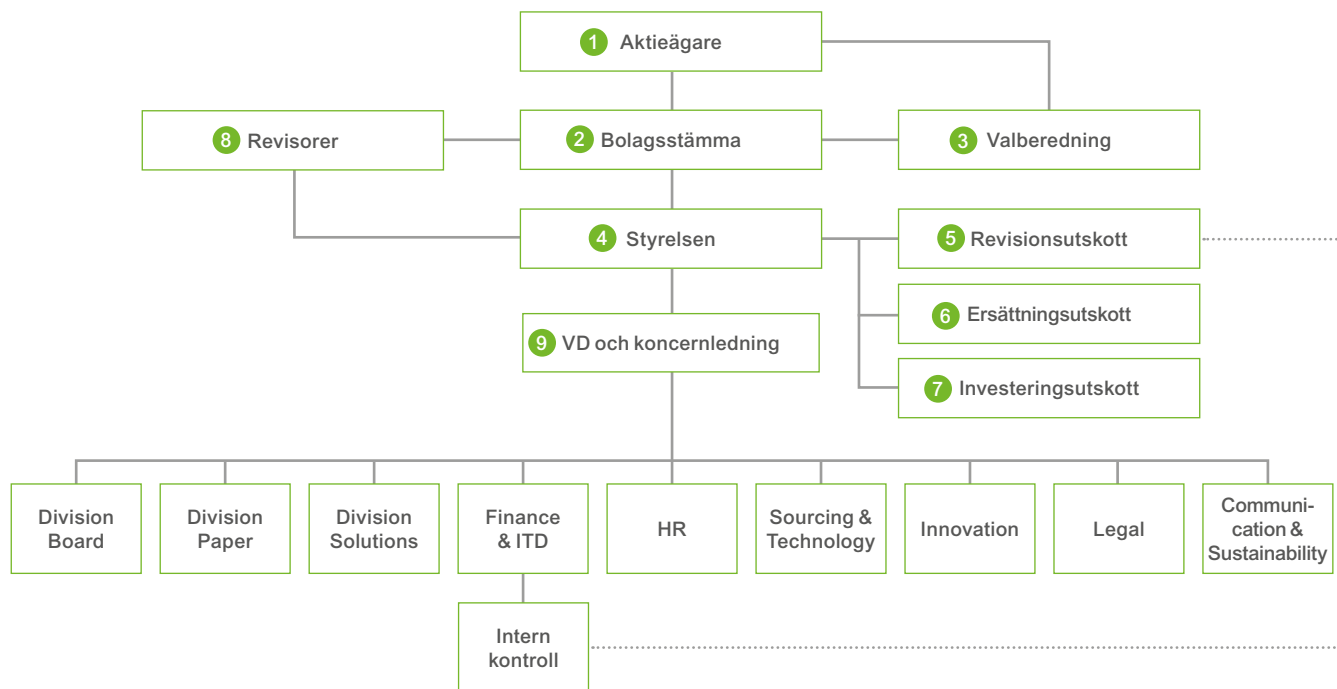 1 Aktieägare
8 Revisorer
2 Bolagsstämma
3 Valberedning
4 Styrelsen
5 Revisionsutskott
6 Ersättningsutskott
9 VD och koncernledning
7 Investeringsutskott
Division
Board
Division
Paper
Division
Solutions
Finance
& ITD
HR
Sourcing &
Technology
Innovation
Legal
Communi-
cation &
Sustainability
Intern
kontroll